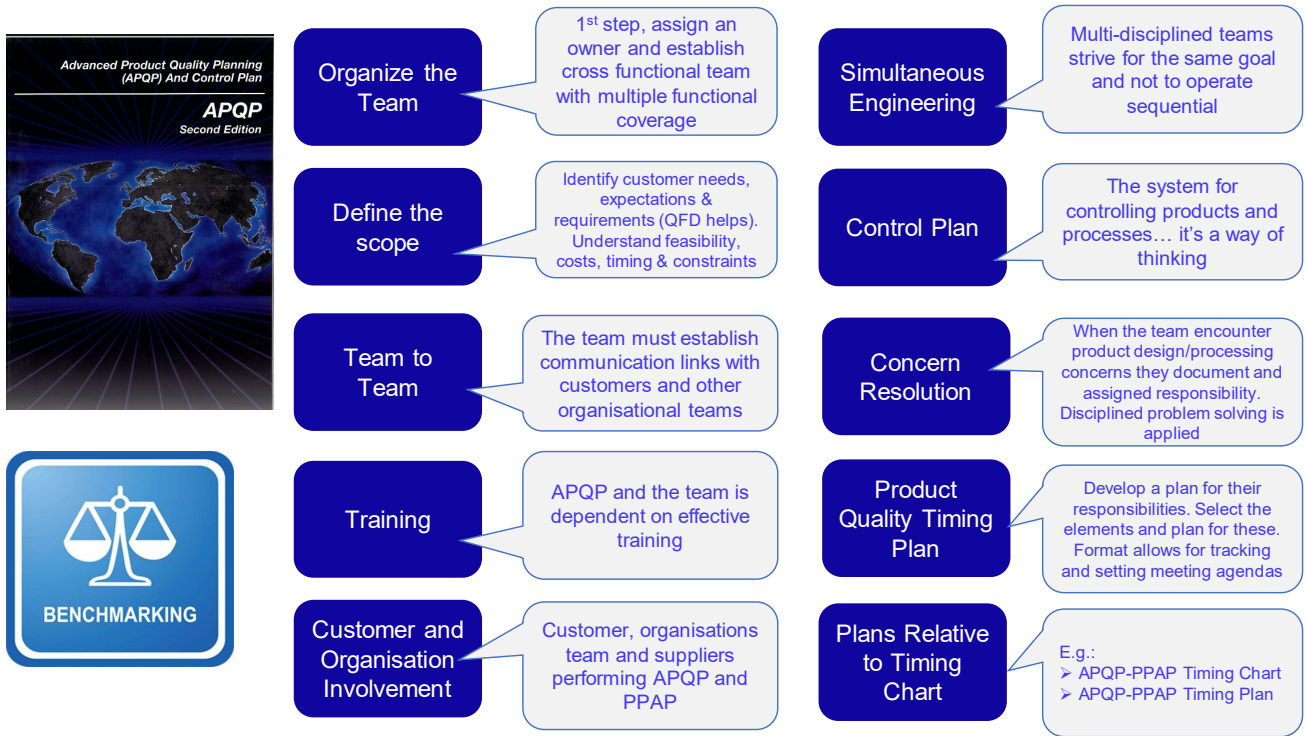 Advanced Product Quality Planning
(APQP) And Control Plan
APQP
Second Edition
BENCHMARKING
Organize the
Team
1st step, assign an
owner and establish
cross functional team
with multiple functional
coverage
Define the
scope
Identify customer needs,
expectations &
requirements (QFD helps).
Understand feasibility,
costs, timing & constraints
Team to
Team
The team must establish
communication links with
customers and other
organisational teams
Training
APQP and the team is
dependent on effective
training
Customer and
Organisation
Involvement
Customer, organisations
team and suppliers
performing APQP and
PPAP
Simultaneous
Engineering
Multi-disciplined teams
strive for the same goal
and not to operate
sequential
Control Plan
The system for
controlling products and
processes… it's a way of
thinking
Concern
Resolution
When the team encounter
product design/processing
concerns they document and
assigned responsibility.
Disciplined problem solving is
applied
Product
Quality Timing
Plan
Develop a plan for their
responsibilities. Select the
elements and plan for these.
Format allows for tracking
and setting meeting agendas
Plans Relative
to Timing
Chart
E.g.:
➢ APQP-PPAP Timing Chart
➢ APQP-PPAP Timing Plan